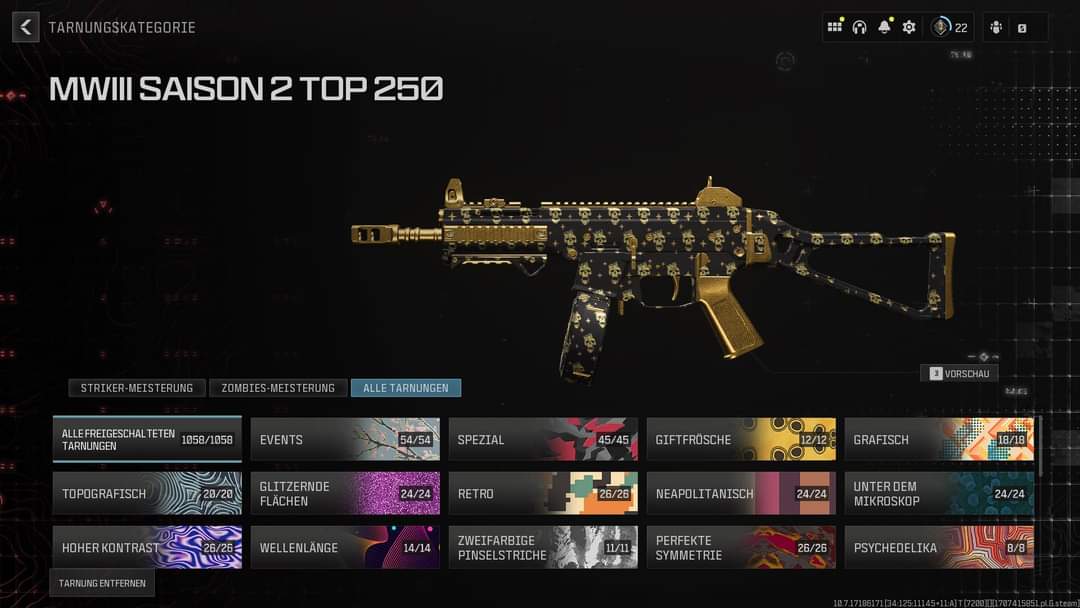 TARNUNGSKATEGORIE
22
0
MWIII SAISON 2 TOP 250
3 VORSCHAU
STRIKER-MEISTERUNG
ZOMBIES-MEISTERUNG
ALLE TARNUNGEN
ALLE FREIGESCHALTETEN
TARNUNGEN
1058/1058
EVENTS
54/54
SPEZIAL
45/45
GIFTFRÖSCHE
12/12
GRAFISCH
18/18
TOPOGRAFISCH
20/20
GLITZERNDE
FLÄCHEN
24/24
RETRO
26/26
NEAPOLITANISCH
24/24
UNTER DEM
MIKROSKOP
24/24
HOHER KONTRAST
26/26
WELLENLÄNGE
14/14
ZWEIFARBIGE
PINSELSTRICHE
11/11
PERFEKTE
SYMMETRIE
26/26
PSYCHEDELIKA
8/8
TARNUNG ENTFERNEN